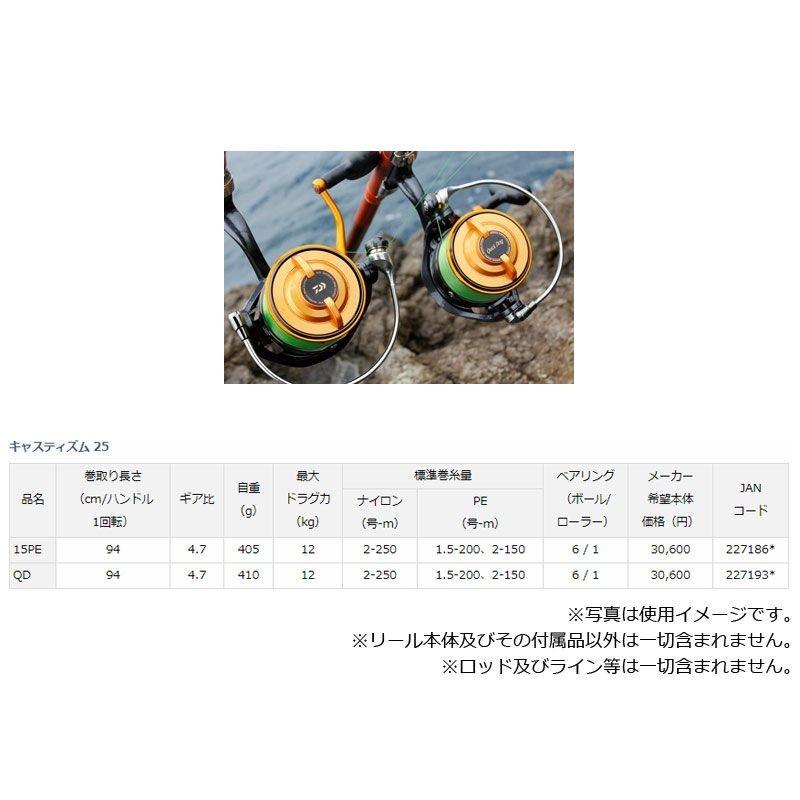 Quick Drag
キャスティズム 25
品名 巻取り長さ（cm/ハンドル1回転） ギア比 自重（g） 最大ドラグ力（kg） 標準巻糸量 ベアリング（ボール/ローラー） メーカー希望本体価格（円） JANコード
ナイロン（号-m） PE（号-m）
15PE 94 4.7 405 12 2-250 1.5-200、2-150 6 / 1 30,600 227186*
QD 94 4.7 410 12 2-250 1.5-200、2-150 6 / 1 30,600 227193*
※写真は使用イメージです。
※リール本体及びその付属品以外は一切含まれません。
※ロッド及びライン等は一切含まれません。